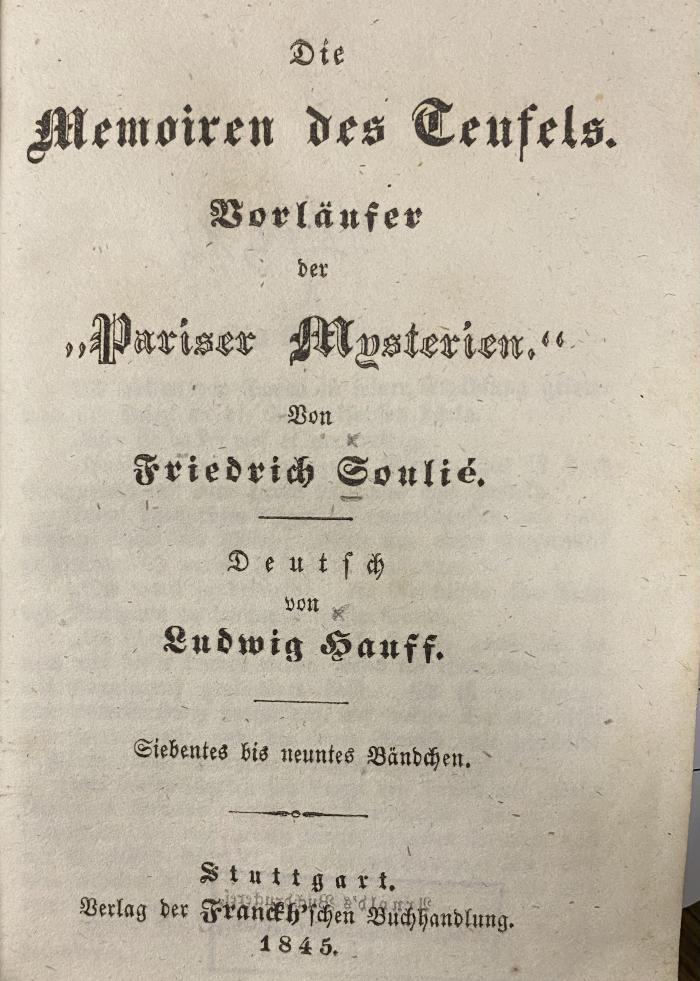 Die
Memoiren des Teufels.
Vorläufer
der
„Pariser Mysterien.“
Von
Friedrich Soulié.
Deutsch
von
Ludwig Hauff.
Siebentes bis neuntes Bändchen.
Stuttgart.
Verlag der Franckh'schen Buchhandlung.
1845.